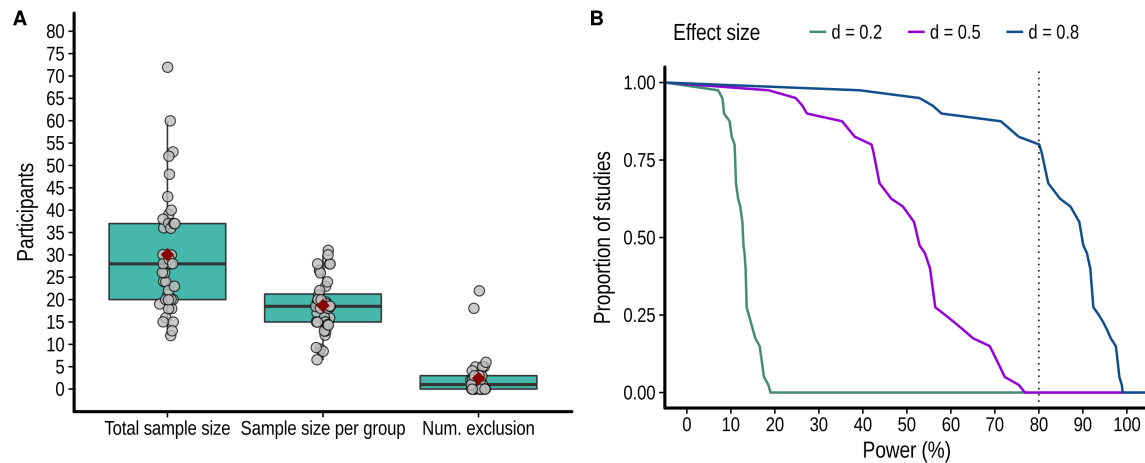 A
Participants
80
75
70
65
60
55
50
45
40
35
30
25
20
15
10
5
0
Total sample size
Sample size per group
Num. exclusion
B
Effect size
d = 0.2
d = 0.5
d = 0.8
Proportion of studies
1.00
0.75
0.50
0.25
0.00
0 10 20 30 40 50 60 70 80 90 100
Power (%)